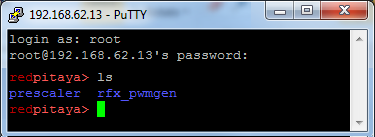 192.168.62.13 - PuTTY
login as: root
root@192.168.62.13's password:
redpitaya> ls
prescaler  rfx_pwmgen
redpitaya>